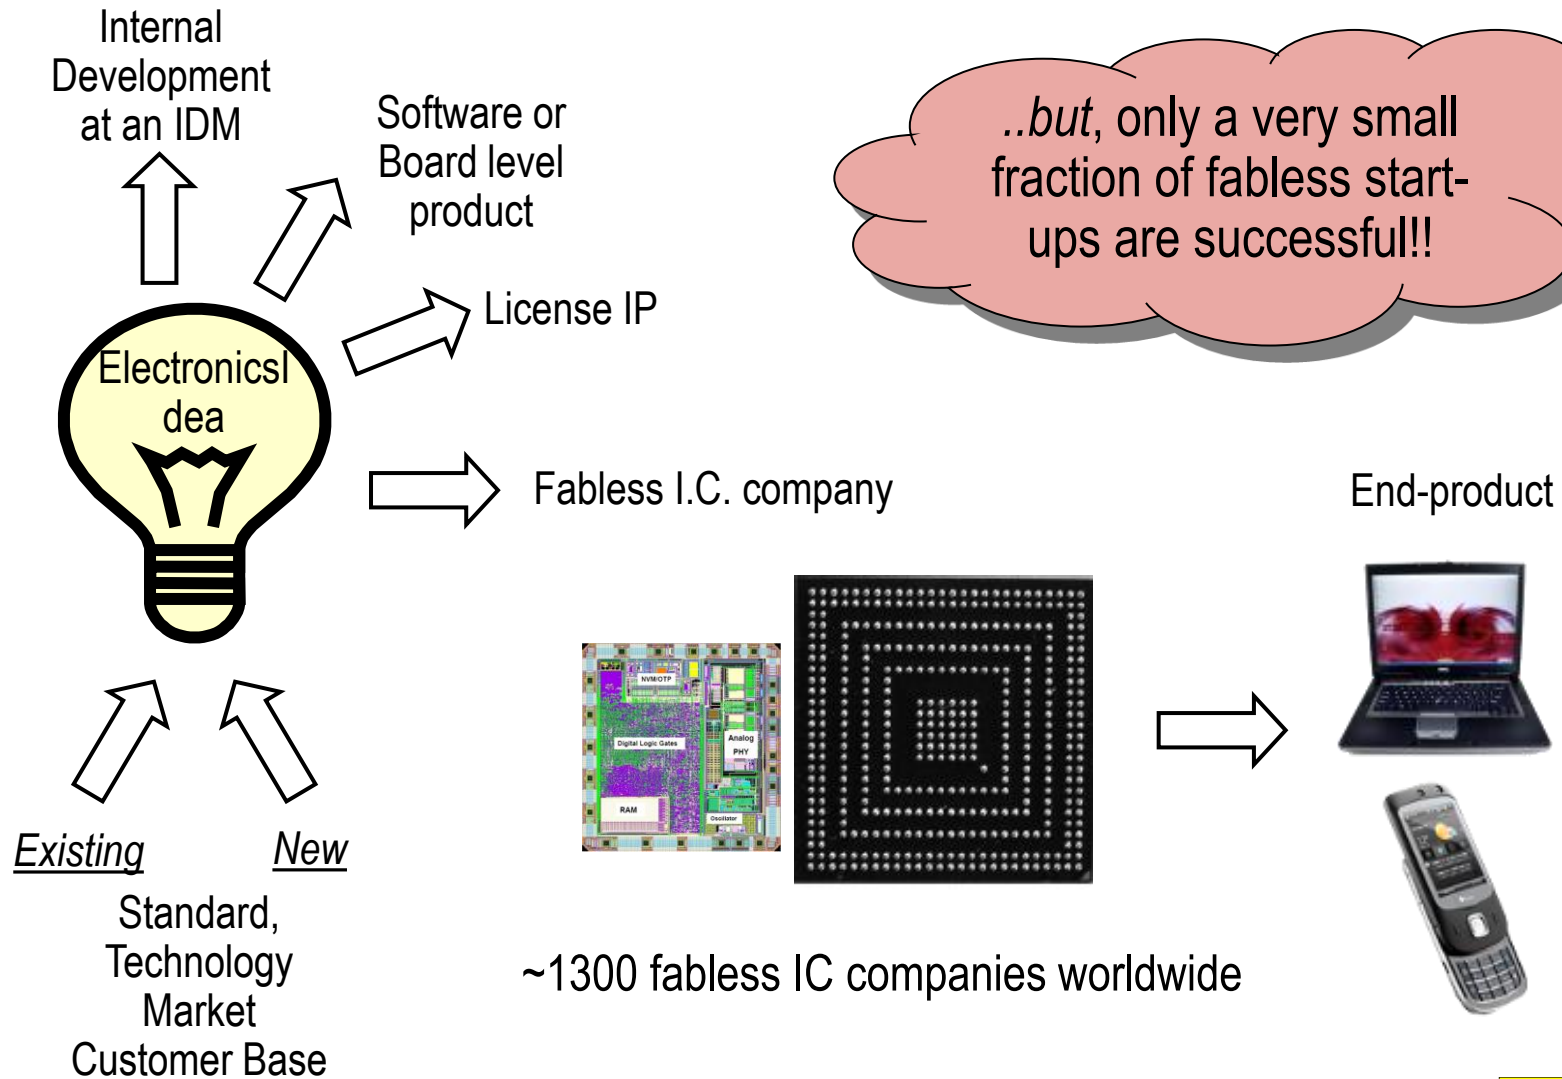 Internal
Development
at an IDM
Software or
Board level
product
License IP
..but, only a very small
fraction of fabless start-
ups are successful!!
ElectronicsI
dea
Fabless I.C. company
End-product
NVM/OTP
Digital Logic Gates
Analog
PHY
RAM
Oscillator
Existing
New
Standard,
Technology
Market
Customer Base
~1300 fabless IC companies worldwide